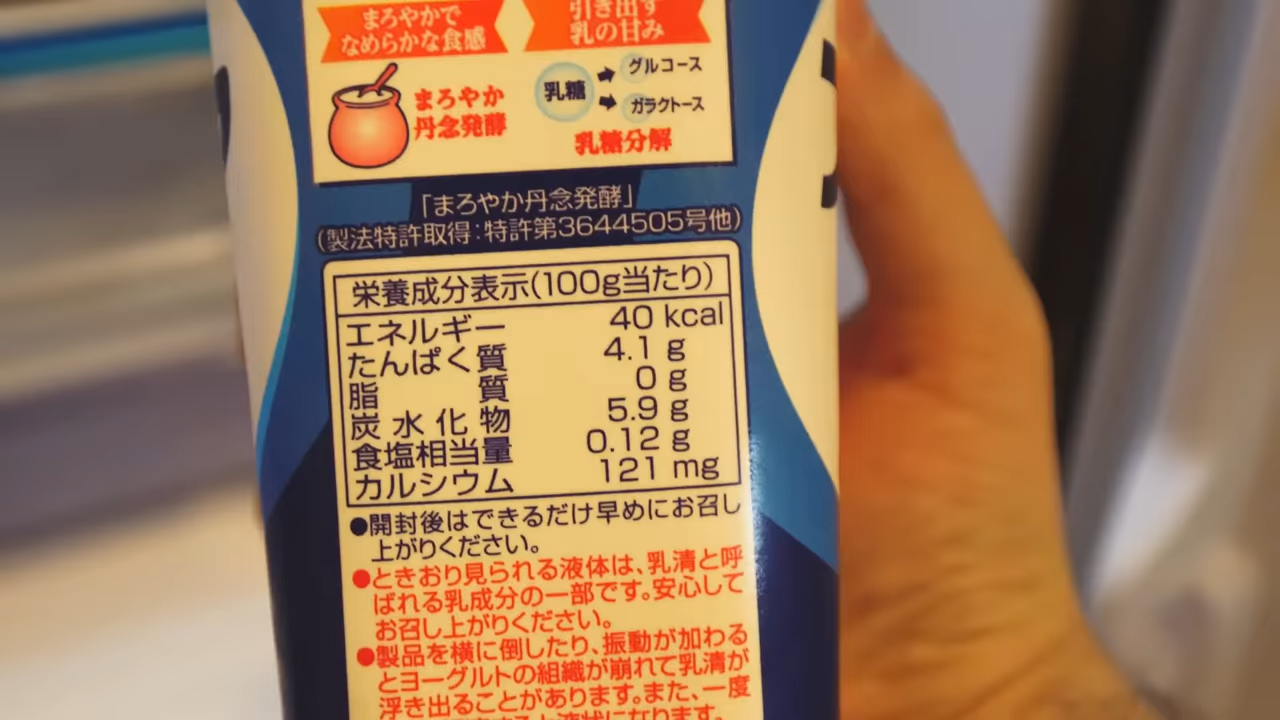 まろやかで
なめらかな食感
引き出す
乳の甘み
まろやか
丹念発酵
乳糖
グルコース
ガラクトース
乳糖分解
「まろやか丹念発酵」
(製法特許取得:特許第3644505号他)
栄養成分表示(100g当たり)
エネルギー 40 kcal
たんぱく質 4.1 g
脂質 0 g
炭水化物 5.9 g
食塩相当量 0.12 g
カルシウム 121 mg
●開封後はできるだけ早めにお召し
上がりください。
●ときおり見られる液体は、乳清と呼
ばれる乳成分の一部です。安心して
お召し上がりください。
●製品を横に倒したり、振動が加わる
とヨーグルトの組織が崩れて乳清が
浮き出ることがあります。また、一度
と液状になります。